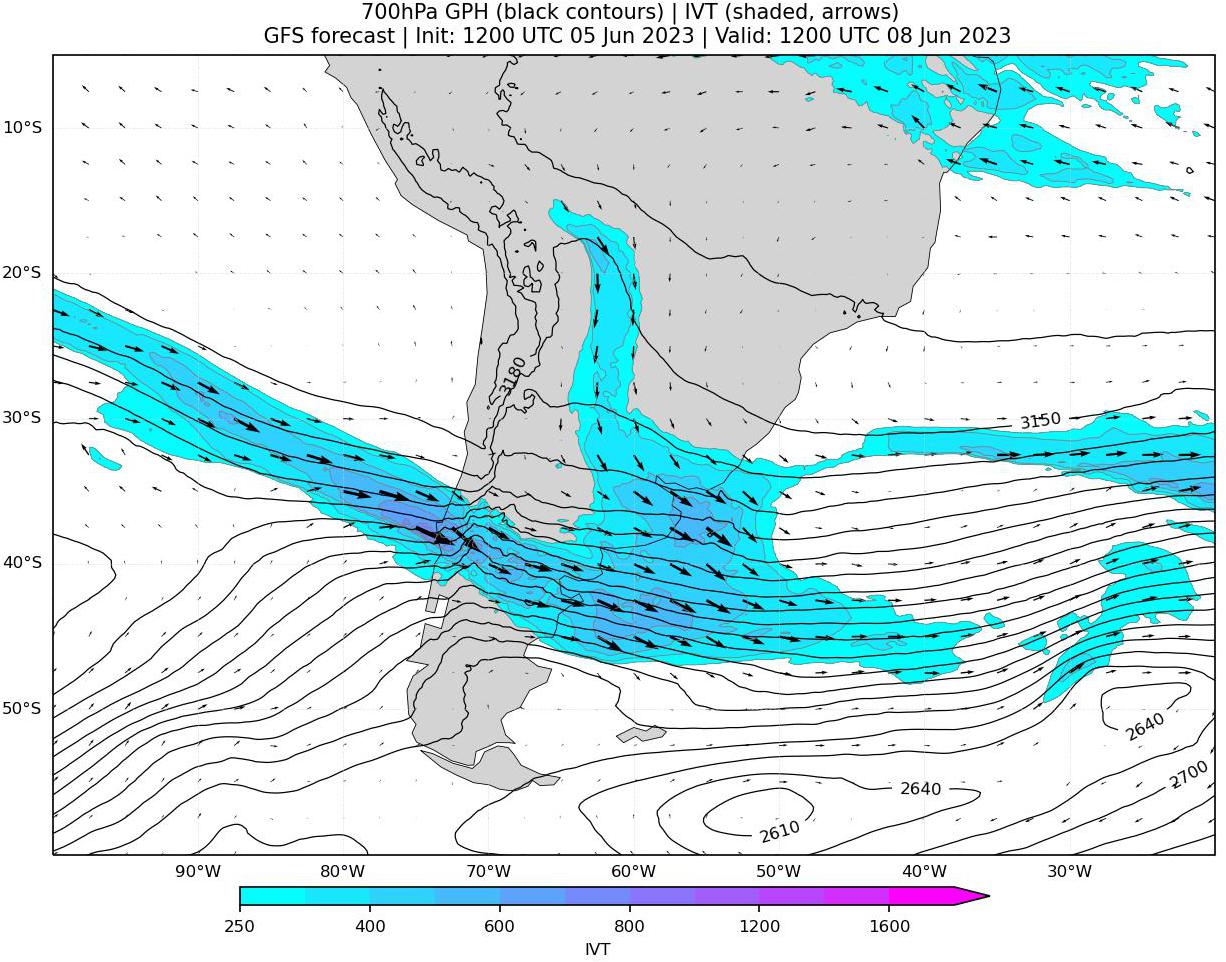 700hPa GPH (black contours) | IVT (shaded, arrows)
GFS forecast | Init: 1200 UTC 05 Jun 2023 | Valid: 1200 UTC 08 Jun 2023
10°S
20°S
3180
30°S
3150
40°S
50°S
2640
2700
2640
2610
90°W 80°W 70°W 60°W 50°W 40°W 30°W
250 400 600 800 1200 1600
IVT